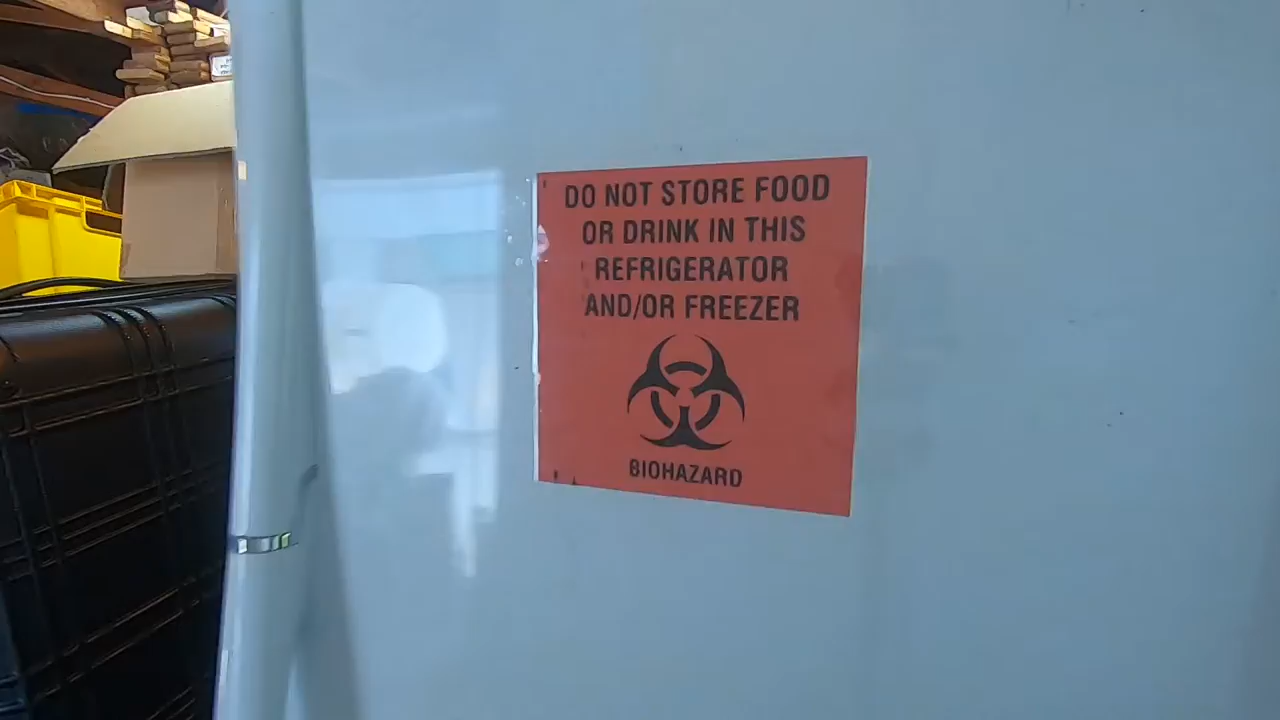 DO NOT STORE FOOD
OR DRINK IN THIS
REFRIGERATOR
AND/OR FREEZER
BIOHAZARD